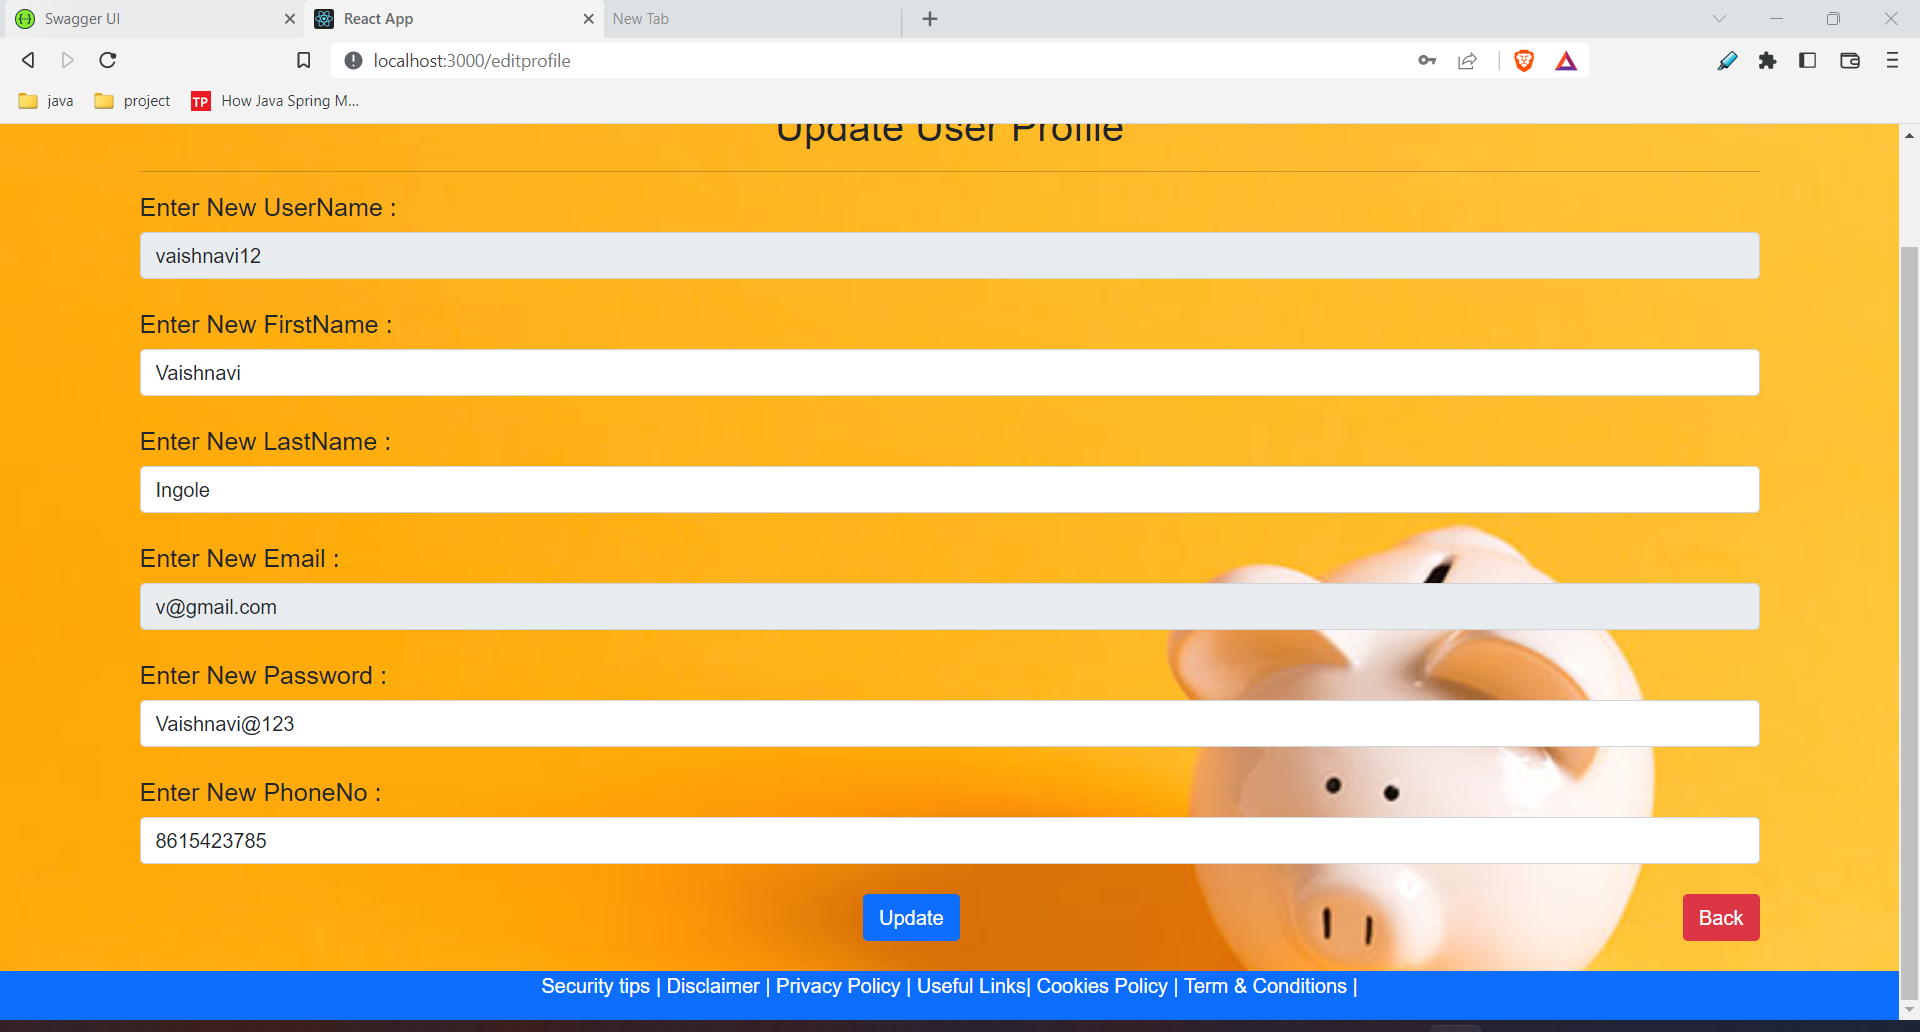 Swagger UI
React App
New Tab
localhost:3000/editprofile
java
project
TP
How Java Spring M...
Update User Profile
Enter New UserName :
vaishnavi12
Enter New FirstName :
Vaishnavi
Enter New LastName :
Ingole
Enter New Email :
v@gmail.com
Enter New Password :
Vaishnavi@123
Enter New PhoneNo :
8615423785
Update
Back
Security tips | Disclaimer | Privacy Policy | Useful Links| Cookies Policy | Term & Conditions |